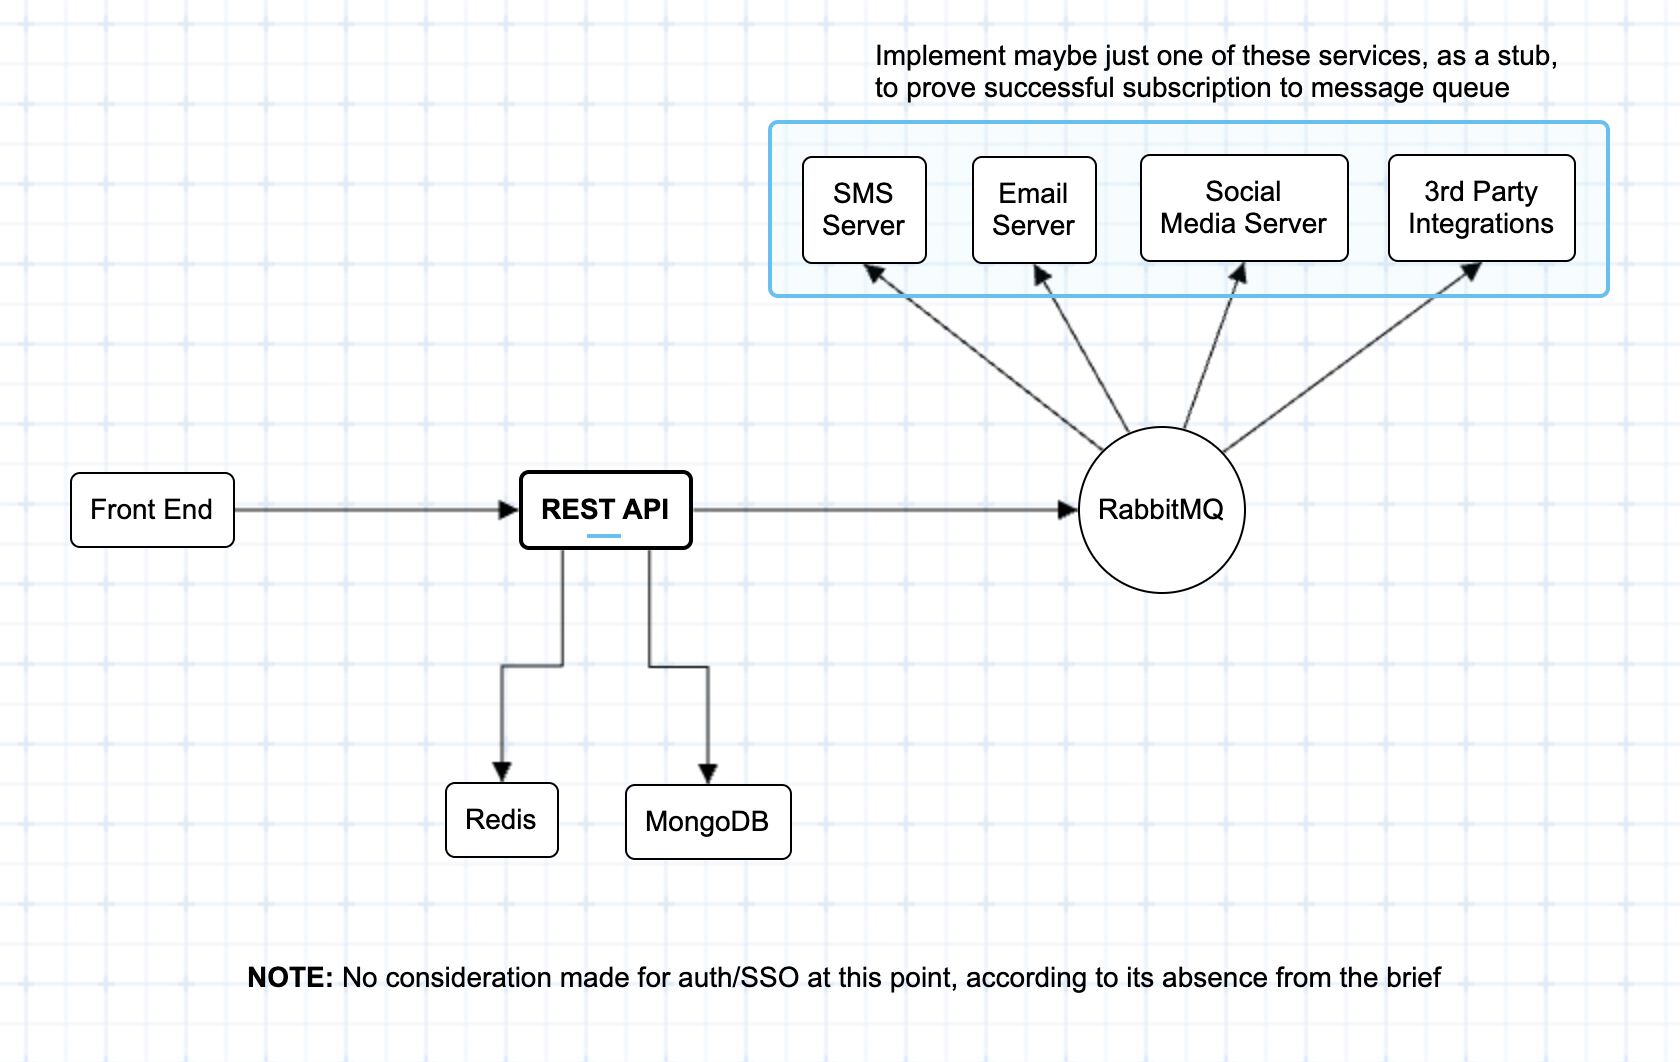 Implement maybe just one of these services, as a stub,
to prove successful subscription to message queue
SMS
Server
Email
Server
Social
Media Server
3rd Party
Integrations
Front End
REST API
RabbitMQ
Redis
MongoDB
NOTE: No consideration made for auth/SSO at this point, according to its absence from the brief